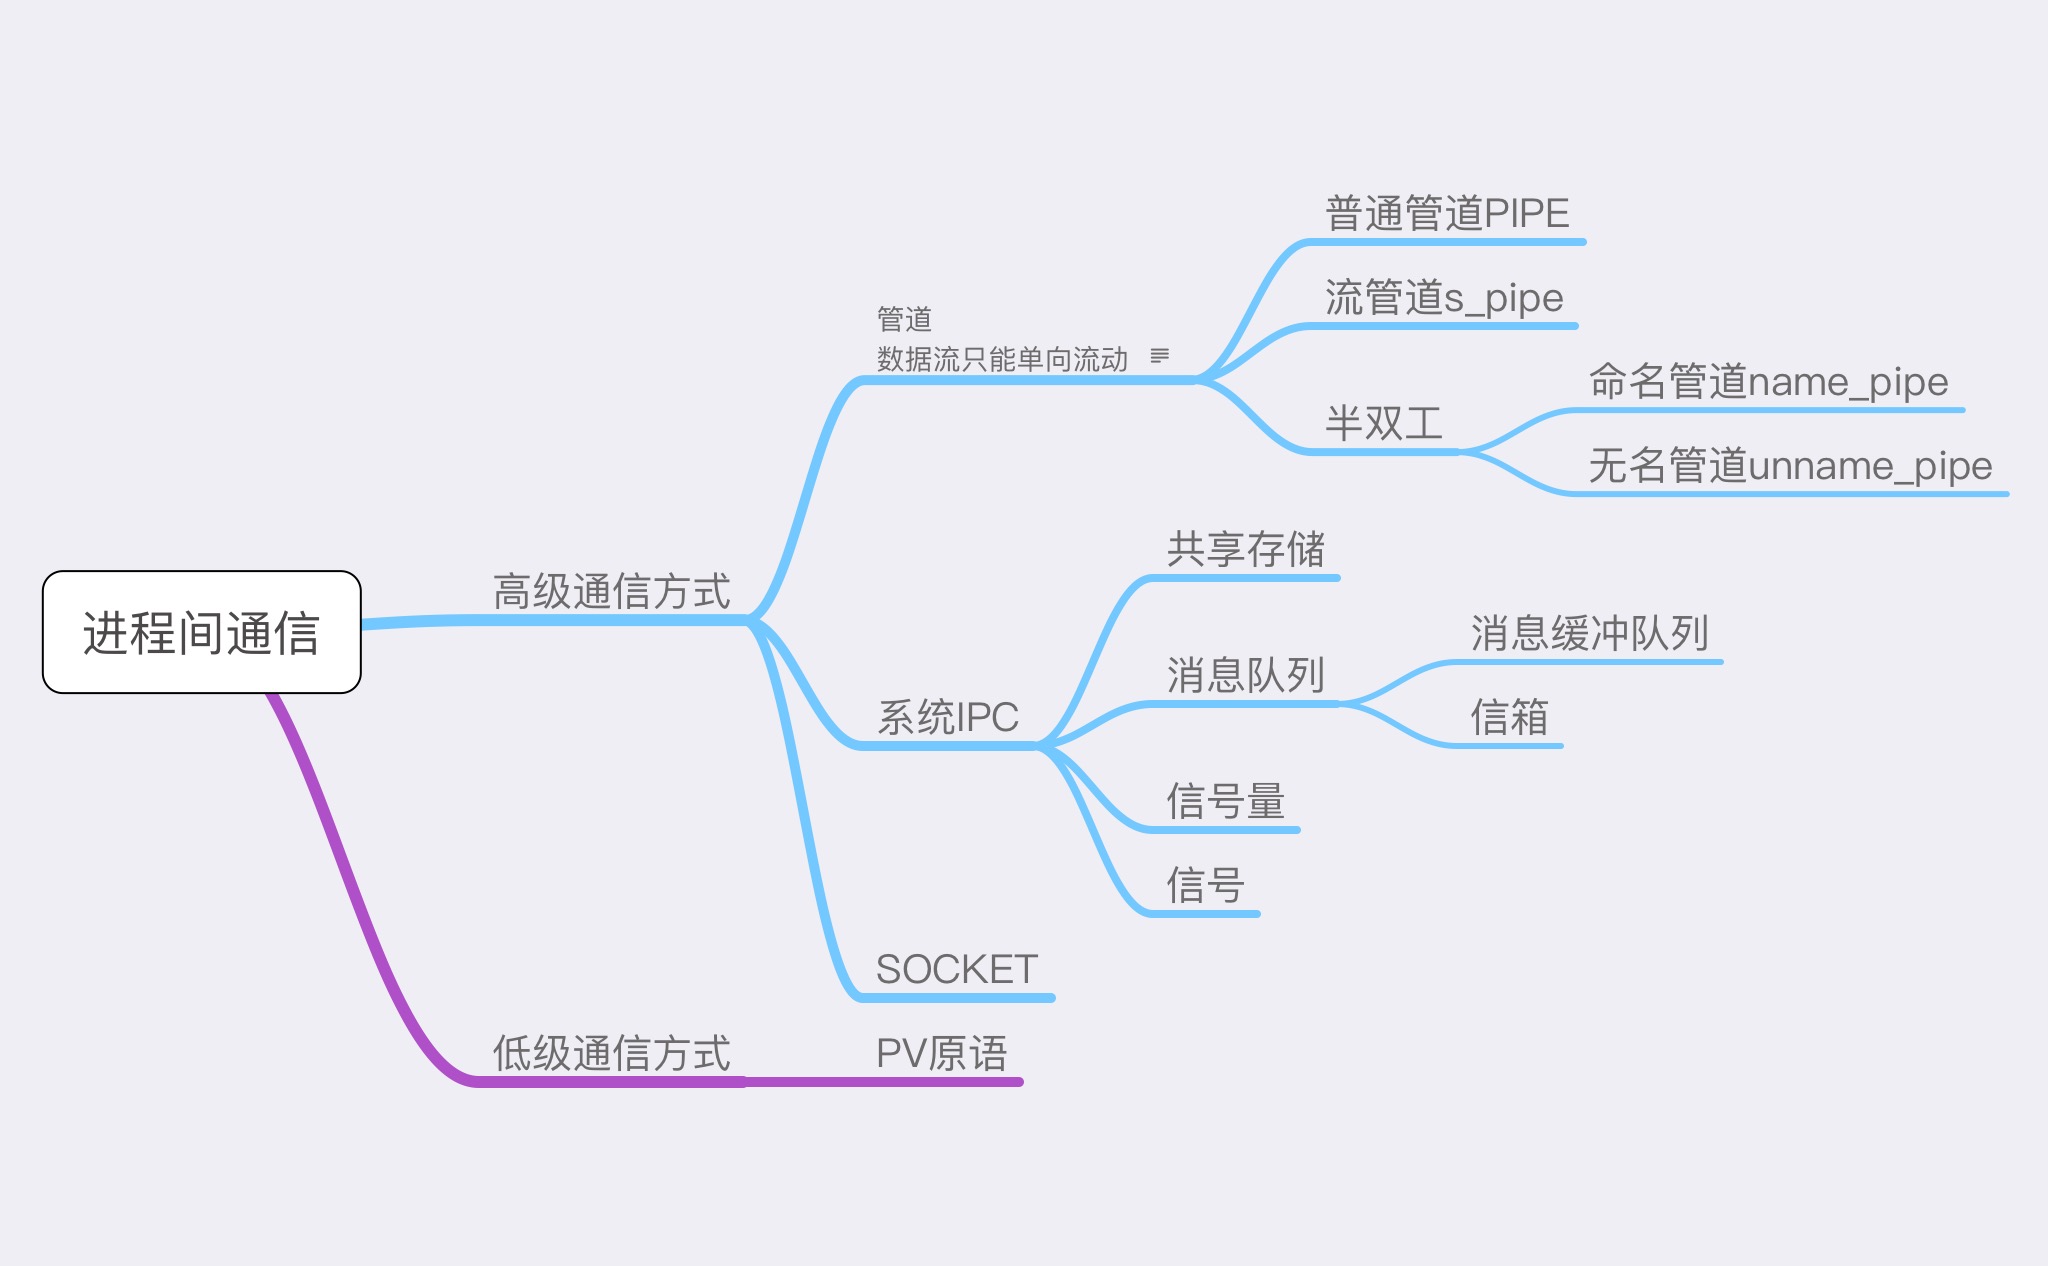 进程间通信
高级通信方式
管道
数据流只能单向流动
普通管道PIPE
流管道s_pipe
半双工
命名管道name_pipe
无名管道unname_pipe
系统IPC
共享存储
消息队列
消息缓冲队列
信箱
信号量
信号
SOCKET
低级通信方式
PV原语